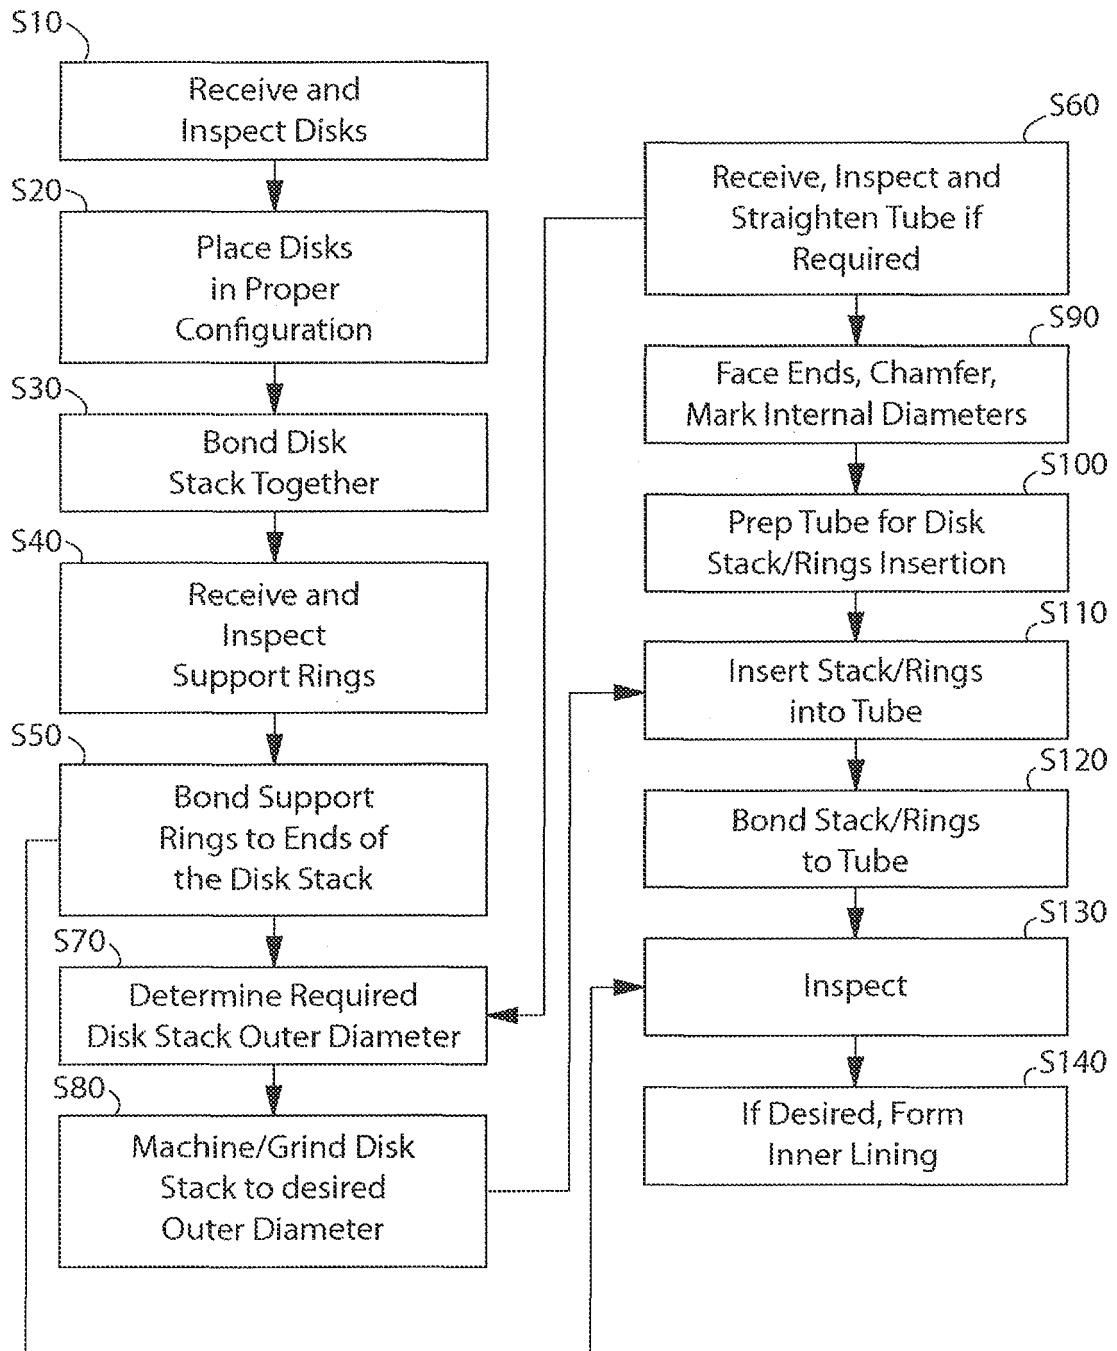 S10
Receive and
Inspect Disks
S20
Place Disks
in Proper
Configuration
S30
Bond Disk
Stack Together
S40
Receive and
Inspect
Support Rings
S50
Bond Support
Rings to Ends of
the Disk Stack
S70
Determine Required
Disk Stack Outer Diameter
S80
Machine/Grind Disk
Stack to desired
Outer Diameter
S60
Receive, Inspect and
Straighten Tube if
Required
S90
Face Ends, Chamfer,
Mark Internal Diameters
S100
Prep Tube for Disk
Stack/Rings Insertion
S110
Insert Stack/Rings
into Tube
S120
Bond Stack/Rings
to Tube
S130
Inspect
S140
If Desired, Form
Inner Lining